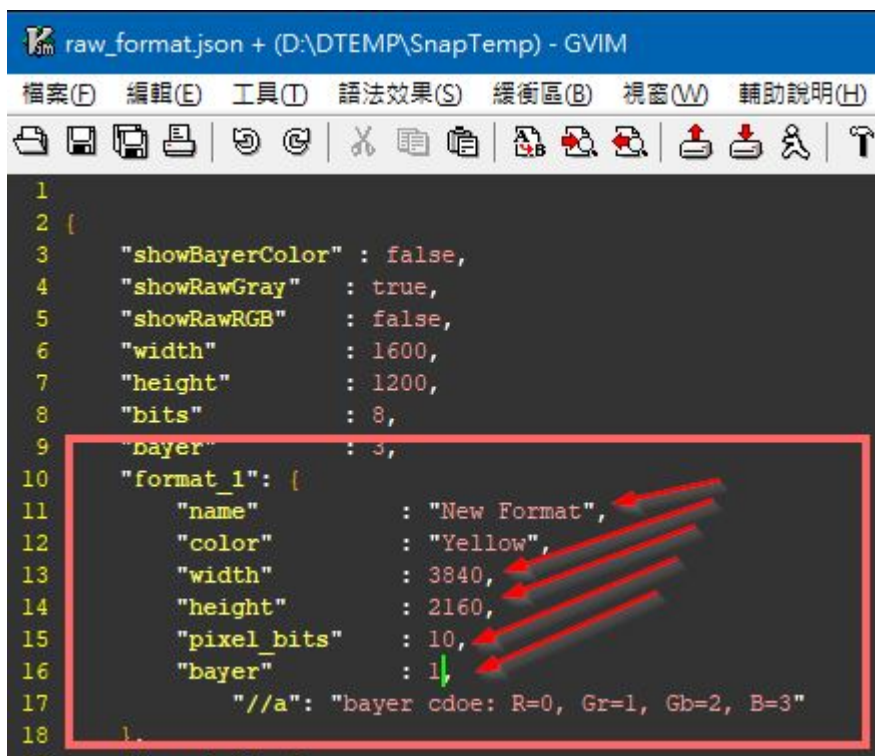 raw_format.json + (D:\DTEMP\SnapTemp) - GVIM
檔案(F) 編輯(E) 工具(T) 語法效果(S) 緩衝區(B) 視窗(W) 輔助說明(H)
1
2 {
3 "showBayerColor" : false,
4 "showRawGray" : true,
5 "showRawRGB" : false,
6 "width" : 1600,
7 "height" : 1200,
8 "bits" : 8,
9 "bayer" : 3,
10 "format_1": {
11 "name" : "New Format",
12 "color" : "Yellow",
13 "width" : 3840,
14 "height" : 2160,
15 "pixel_bits" : 10,
16 "bayer" : 1,
17 "//a": "bayer cdoe: R=0, Gr=1, Gb=2, B=3"
18 },